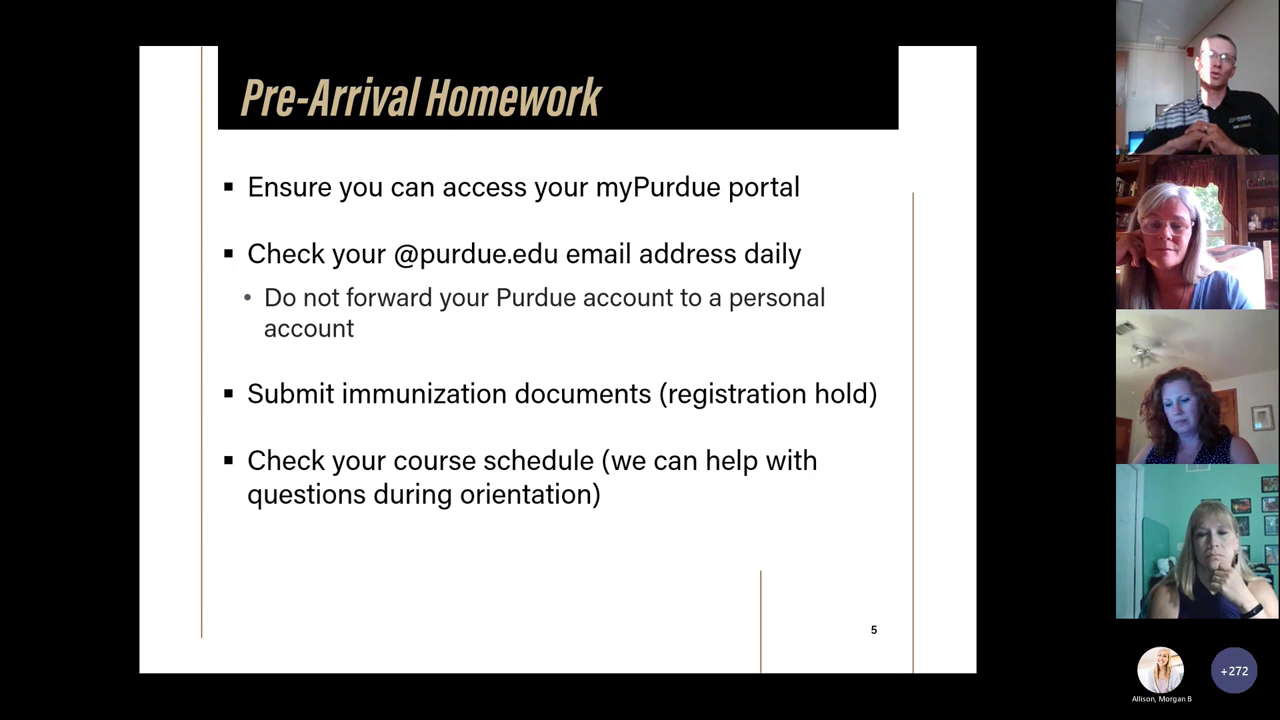 Pre-Arrival Homework
▪ Ensure you can access your myPurdue portal
▪ Check your @purdue.edu email address daily
• Do not forward your Purdue account to a personal
account
▪ Submit immunization documents (registration hold)
▪ Check your course schedule (we can help with
questions during orientation)
5
Allison, Morgan B
+272